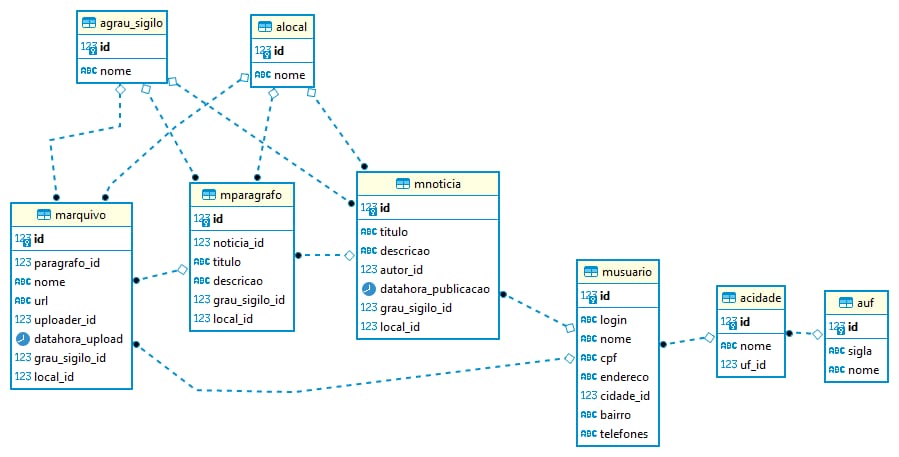 agrau_sigilo
123 id
ABC nome
alocal
123 id
ABC nome
marquivo
123 id
123 paragrafo_id
ABC nome
ABC url
123 uploader_id
datahora_upload
123 grau_sigilo_id
123 local_id
mparagrafo
123 id
123 noticia_id
ABC titulo
ABC descricao
123 grau_sigilo_id
123 local_id
mnoticia
123 id
ABC titulo
ABC descricao
123 autor_id
datahora_publicacao
123 grau_sigilo_id
123 local_id
musuario
123 id
ABC login
ABC nome
ABC cpf
ABC endereco
123 cidade_id
ABC bairro
ABC telefones
acidade
123 id
ABC nome
123 uf_id
auf
123 id
ABC sigla
ABC nome